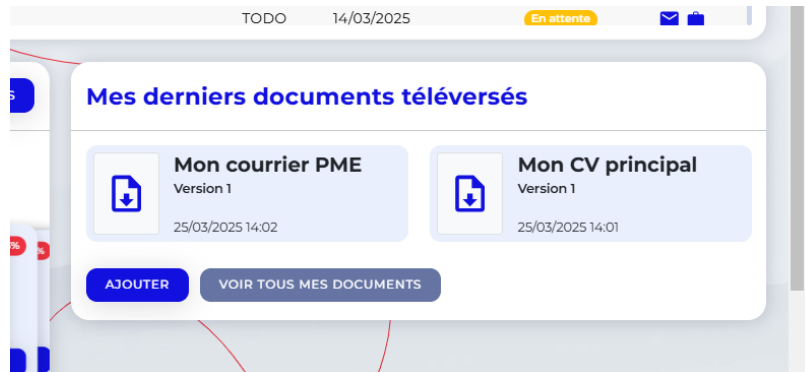 TODO 14/03/2025 En attente
S
Mes derniers documents téléversés
Mon courrier PME
Version 1
25/03/2025 14:02
Mon CV principal
Version 1
25/03/2025 14:01
% %
AJOUTER VOIR TOUS MES DOCUMENTS